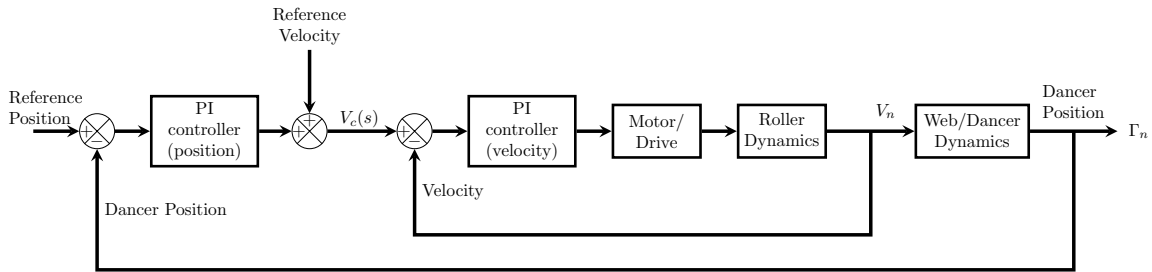 Reference
Velocity
Reference
Position
+
−
PI
controller
(position)
+
+
V_c(s)
+
−
PI
controller
(velocity)
Motor/
Drive
Roller
Dynamics
V_n
Web/Dancer
Dynamics
Dancer
Position
Γ_n
Velocity
Dancer Position